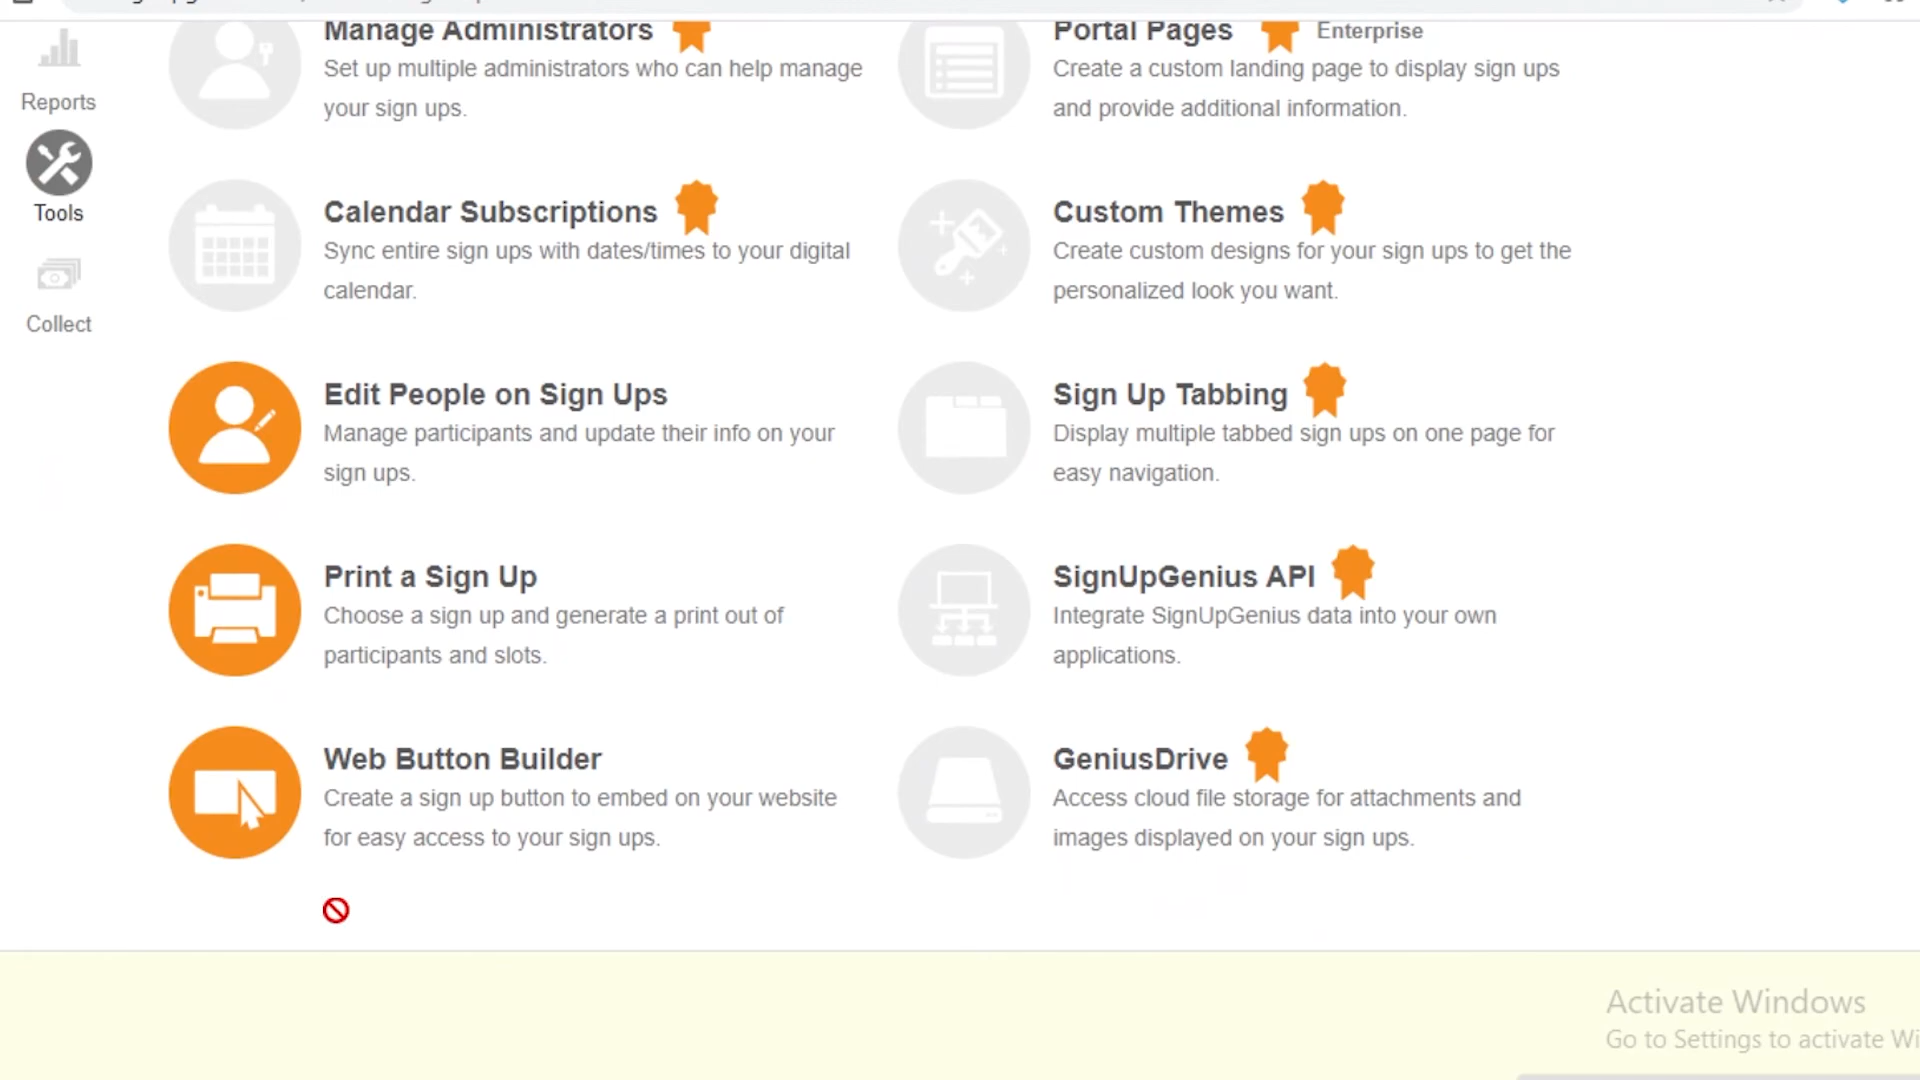 Reports
Tools
Collect
Manage Administrators
Set up multiple administrators who can help manage
your sign ups.
Portal Pages Enterprise
Create a custom landing page to display sign ups
and provide additional information.
Calendar Subscriptions
Sync entire sign ups with dates/times to your digital
calendar.
Custom Themes
Create custom designs for your sign ups to get the
personalized look you want.
Edit People on Sign Ups
Manage participants and update their info on your
sign ups.
Sign Up Tabbing
Display multiple tabbed sign ups on one page for
easy navigation.
Print a Sign Up
Choose a sign up and generate a print out of
participants and slots.
SignUpGenius API
Integrate SignUpGenius data into your own
applications.
Web Button Builder
Create a sign up button to embed on your website
for easy access to your sign ups.
GeniusDrive
Access cloud file storage for attachments and
images displayed on your sign ups.
Activate Windows
Go to Settings to activate Wi